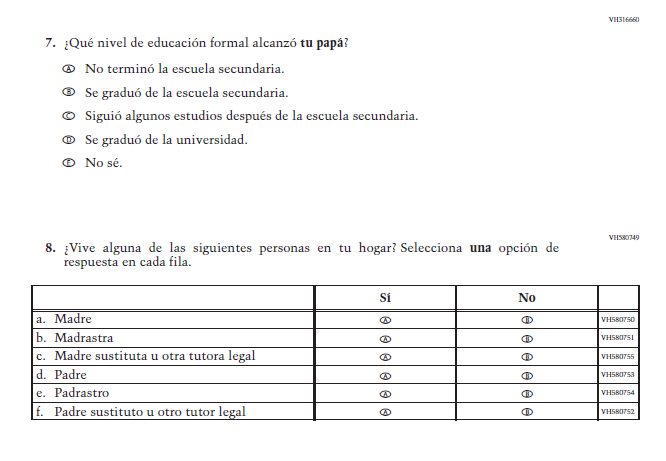 VH316660
7. ¿Qué nivel de educación formal alcanzó tu papá?
A No terminó la escuela secundaria.
B Se graduó de la escuela secundaria.
C Siguió algunos estudios después de la escuela secundaria.
D Se graduó de la universidad.
E No sé.
VH580749
8. ¿Vive alguna de las siguientes personas en tu hogar? Selecciona una opción de
respuesta en cada fila.
Sí No
a. Madre A B VH580750
b. Madrastra A B VH580751
c. Madre sustituta u otra tutora legal A B VH580755
d. Padre A B VH580753
e. Padrastro A B VH580754
f. Padre sustituto u otro tutor legal A B VH580752